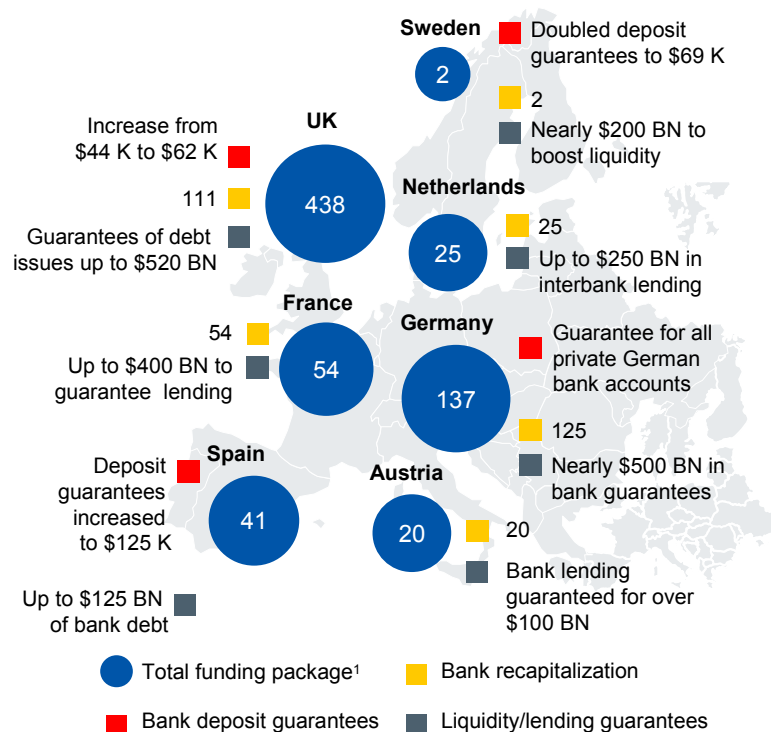 Sweden
2
Doubled deposit
guarantees to $69 K
2
Nearly $200 BN to
boost liquidity
UK
438
Increase from
$44 K to $62 K
111
Guarantees of debt
issues up to $520 BN
Netherlands
25
25
Up to $250 BN in
interbank lending
France
54
54
Up to $400 BN to
guarantee lending
Germany
137
Guarantee for all
private German
bank accounts
125
Nearly $500 BN in
bank guarantees
Spain
41
Deposit
guarantees
increased
to $125 K
Up to $125 BN
of bank debt
Austria
20
20
Bank lending
guaranteed for over
$100 BN
Total funding package¹
Bank recapitalization
Bank deposit guarantees
Liquidity/lending guarantees